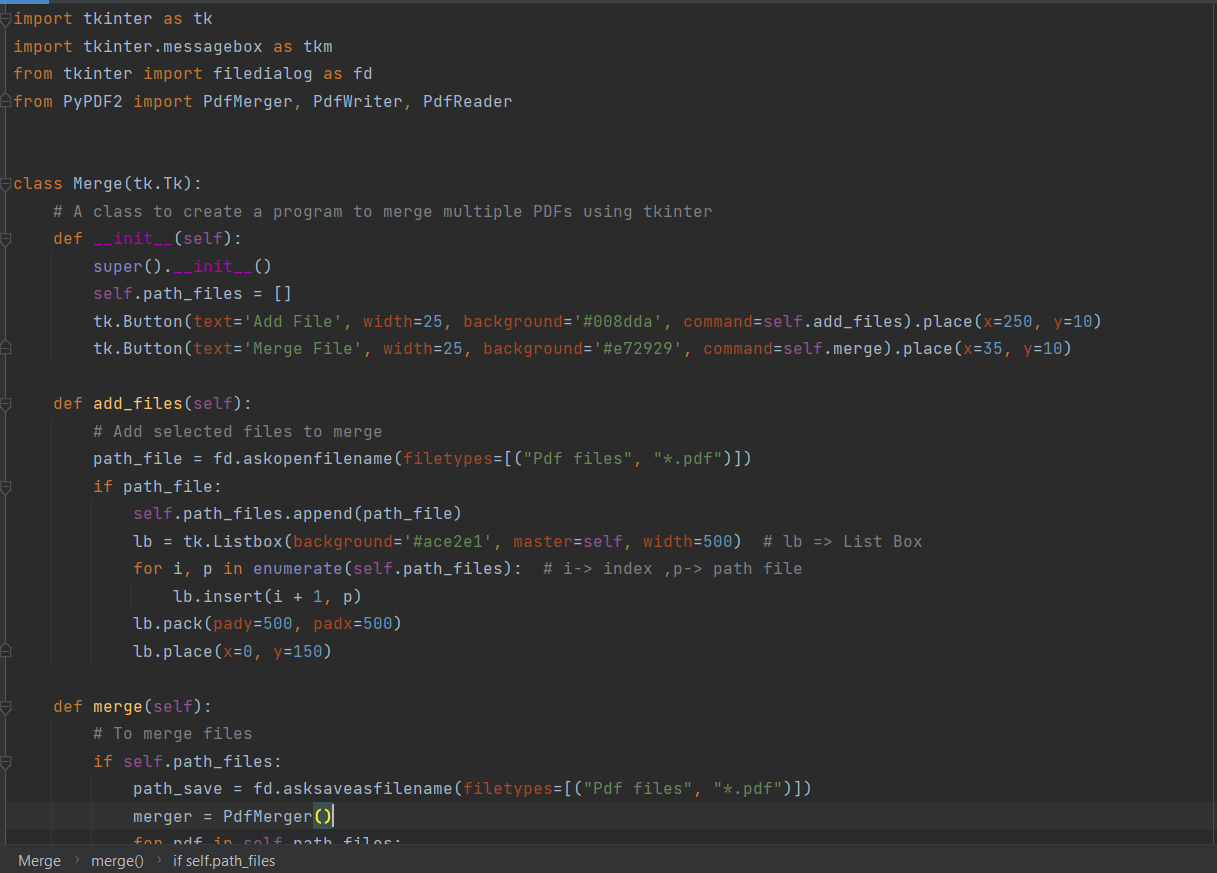 import tkinter as tk
import tkinter.messagebox as tkm
from tkinter import filedialog as fd
from PyPDF2 import PdfMerger, PdfWriter, PdfReader
class Merge(tk.Tk):
    # A class to create a program to merge multiple PDFs using tkinter
    def __init__(self):
        super().__init__()
        self.path_files = []
        tk.Button(text='Add File', width=25, background='#008dda', command=self.add_files).place(x=250, y=10)
        tk.Button(text='Merge File', width=25, background='#e72929', command=self.merge).place(x=35, y=10)
    def add_files(self):
        # Add selected files to merge
        path_file = fd.askopenfilename(filetypes=[("Pdf files", "*.pdf")])
        if path_file:
            self.path_files.append(path_file)
            lb = tk.Listbox(background='#ace2e1', master=self, width=500)  # lb => List Box
            for i, p in enumerate(self.path_files):  # i-> index ,p-> path file
                lb.insert(i + 1, p)
            lb.pack(pady=500, padx=500)
            lb.place(x=0, y=150)
    def merge(self):
        # To merge files
        if self.path_files:
            path_save = fd.asksaveasfilename(filetypes=[("Pdf files", "*.pdf")])
            merger = PdfMerger()
            for pdf in self.path_files:
Merge › merge() › if self.path_files